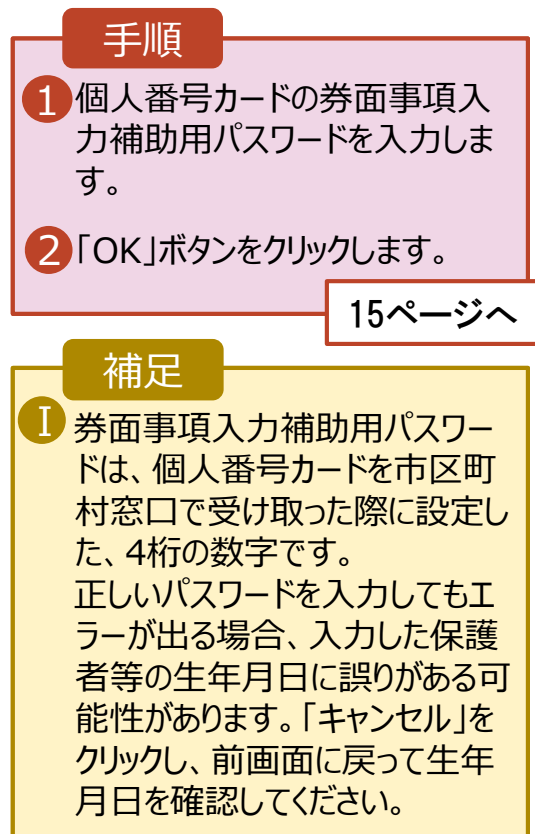 手順
1 個人番号カードの券面事項入
力補助用パスワードを入力しま
す。
2 「OK」ボタンをクリックします。
15ページへ
補足
Ⅰ 券面事項入力補助用パスワー
ドは、個人番号カードを市区町
村窓口で受け取った際に設定し
た、4桁の数字です。
正しいパスワードを入力してもエ
ラーが出る場合、入力した保護
者等の生年月日に誤りがある可
能性があります。「キャンセル」を
クリックし、前画面に戻って生年
月日を確認してください。